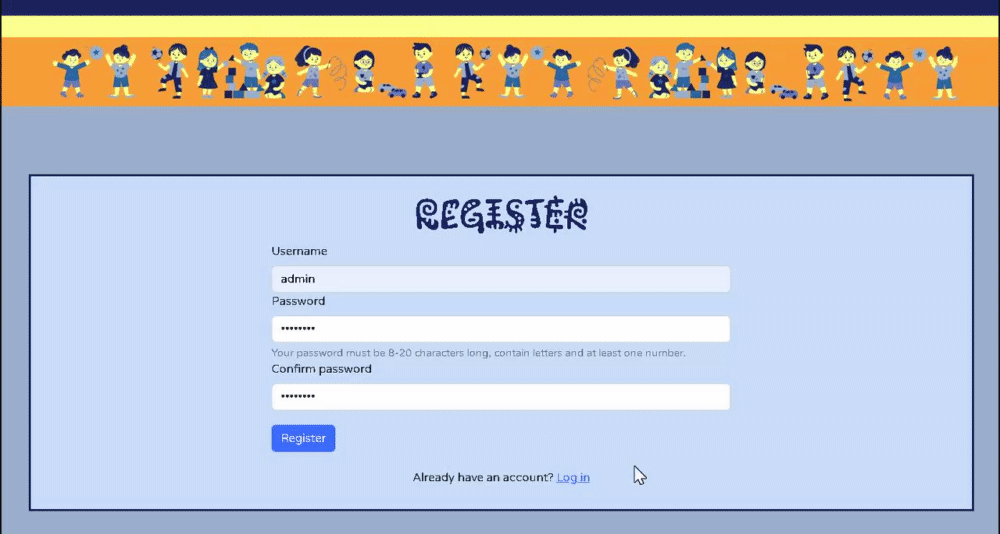 REGISTER
Username
admin
Password
••••••••
Your password must be 8-20 characters long, contain letters and at least one number.
Confirm password
••••••••
Register
Already have an account? Log in